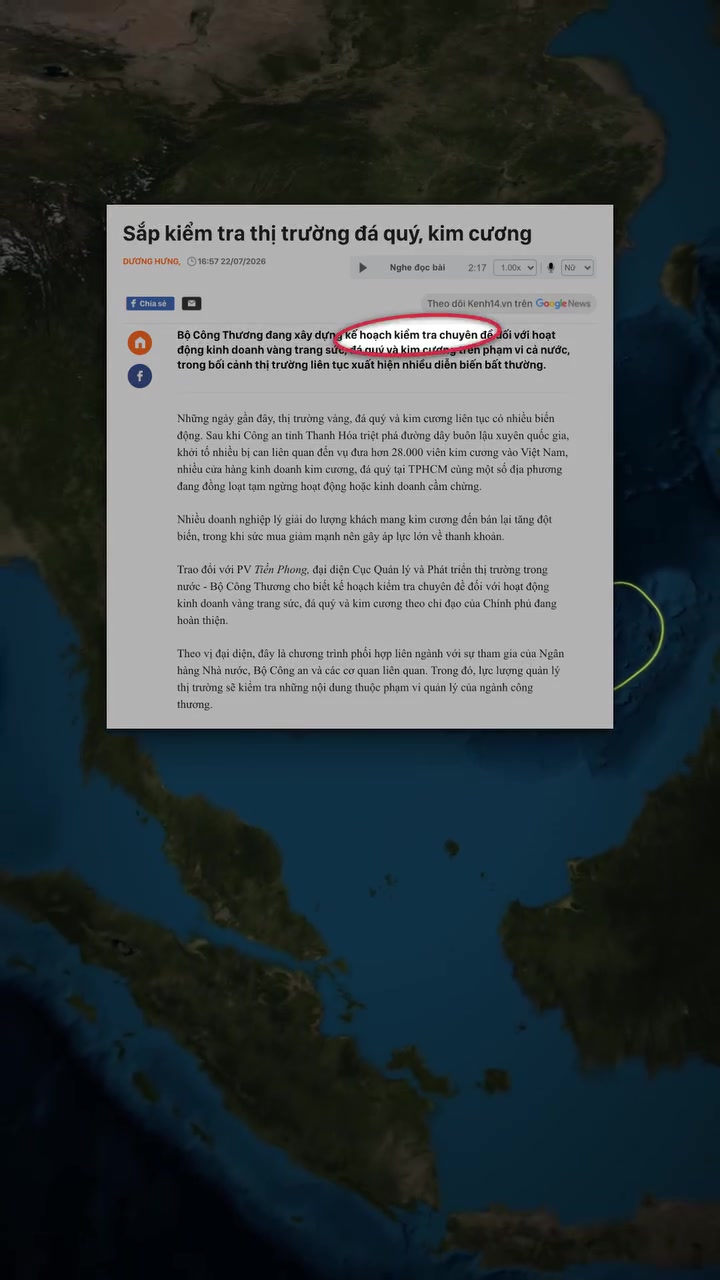 Sắp kiểm tra thị trường đá quý, kim cương
DƯƠNG HƯNG, 16:57 22/07/2026
Nghe đọc bài 2:17 1.00x Nữ
Chia sẻ
Theo dõi Kenh14.vn trên Google News
Bộ Công Thương đang xây dựng kế hoạch kiểm tra chuyên đề đối với hoạt
động kinh doanh vàng trang sức, đá quý và kim cương trên phạm vi cả nước,
trong bối cảnh thị trường liên tục xuất hiện nhiều diễn biến bất thường.
Những ngày gần đây, thị trường vàng, đá quý và kim cương liên tục có nhiều biến
động. Sau khi Công an tỉnh Thanh Hóa triệt phá đường dây buôn lậu xuyên quốc gia,
khởi tố nhiều bị can liên quan đến vụ đưa hơn 28.000 viên kim cương vào Việt Nam,
nhiều cửa hàng kinh doanh kim cương, đá quý tại TPHCM cùng một số địa phương
đang đồng loạt tạm ngừng hoạt động hoặc kinh doanh cầm chừng.
Nhiều doanh nghiệp lý giải do lượng khách mang kim cương đến bán lại tăng đột
biến, trong khi sức mua giảm mạnh nên gây áp lực lớn về thanh khoản.
Trao đổi với PV Tiền Phong, đại diện Cục Quản lý và Phát triển thị trường trong
nước - Bộ Công Thương cho biết kế hoạch kiểm tra chuyên đề đối với hoạt động
kinh doanh vàng trang sức, đá quý và kim cương theo chỉ đạo của Chính phủ đang
hoàn thiện.
Theo vị đại diện, đây là chương trình phối hợp liên ngành với sự tham gia của Ngân
hàng Nhà nước, Bộ Công an và các cơ quan liên quan. Trong đó, lực lượng quản lý
thị trường sẽ kiểm tra những nội dung thuộc phạm vi quản lý của ngành công
thương.